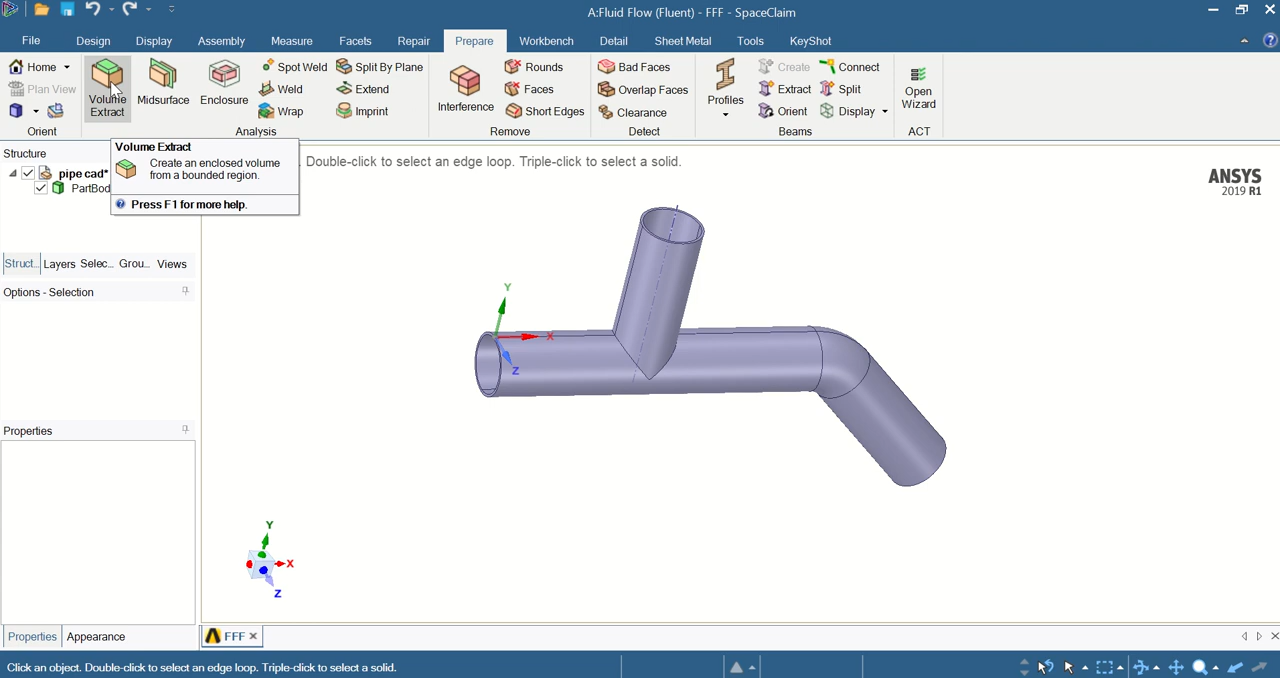 A:Fluid Flow (Fluent) - FFF - SpaceClaim
File Design Display Assembly Measure Facets Repair Prepare Workbench Detail Sheet Metal Tools KeyShot
Home
Plan View
Orient
Volume
Extract
Midsurface
Enclosure
Spot Weld
Weld
Wrap
Split By Plane
Extend
Imprint
Analysis
Interference
Rounds
Faces
Short Edges
Remove
Bad Faces
Overlap Faces
Clearance
Detect
Profiles
Create
Extract
Orient
Connect
Split
Display
Beams
Open
Wizard
ACT
Structure
pipe cad*
PartBod
Volume Extract
Create an enclosed volume
from a bounded region.
Press F1 for more help.
Double-click to select an edge loop. Triple-click to select a solid.
ANSYS
2019 R1
Struct... Layers Selec... Grou... Views
Options - Selection
Properties
Y
X
Z
Y
X
Z
Properties Appearance
FFF
Click an object. Double-click to select an edge loop. Triple-click to select a solid.